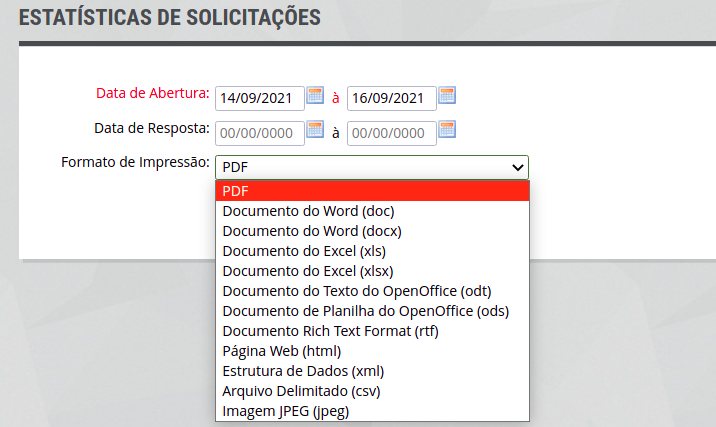 ESTATÍSTICAS DE SOLICITAÇÕES
Data de Abertura: 14/09/2021 à 16/09/2021
Data de Resposta: 00/00/0000 à 00/00/0000
Formato de Impressão: PDF
PDF
Documento do Word (doc)
Documento do Word (docx)
Documento do Excel (xls)
Documento do Excel (xlsx)
Documento do Texto do OpenOffice (odt)
Documento de Planilha do OpenOffice (ods)
Documento Rich Text Format (rtf)
Página Web (html)
Estrutura de Dados (xml)
Arquivo Delimitado (csv)
Imagem JPEG (jpeg)